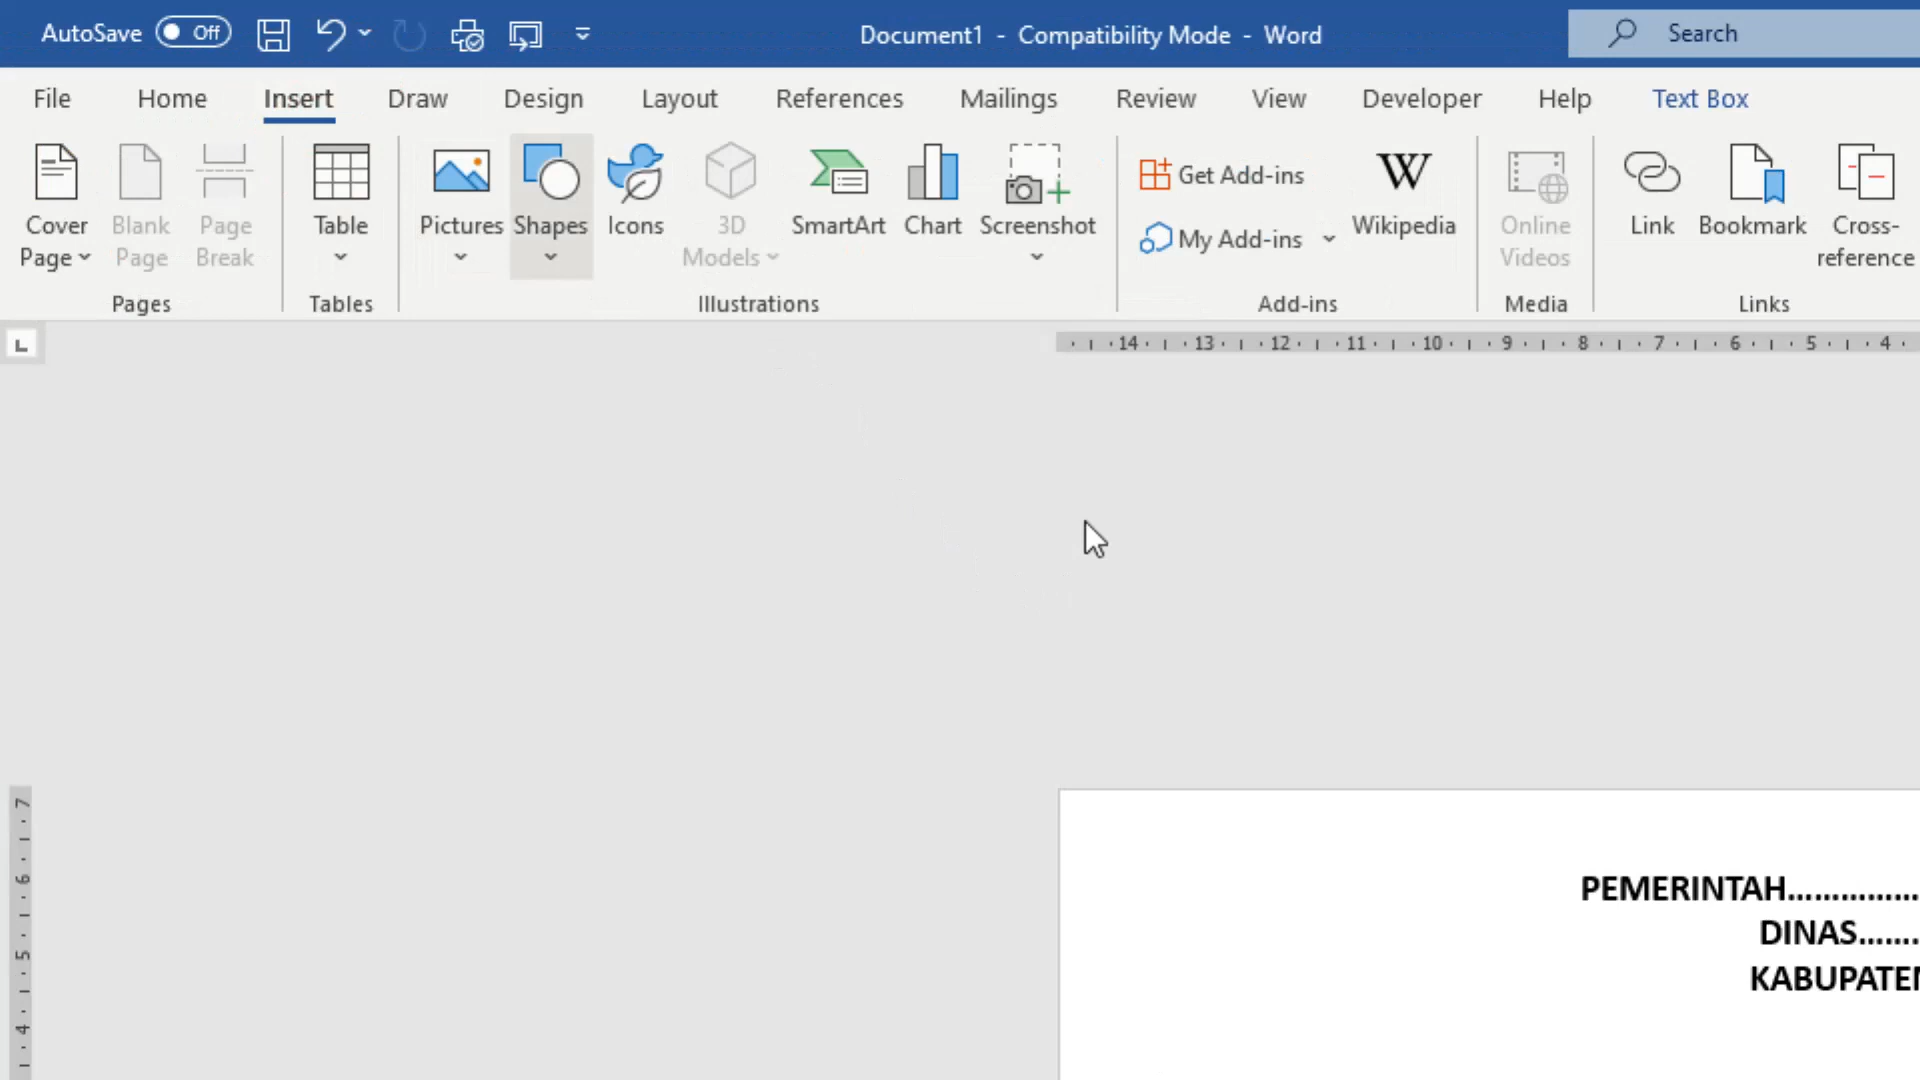 AutoSave Off Document1 - Compatibility Mode - Word Search
File Home Insert Draw Design Layout References Mailings Review View Developer Help Text Box
Cover Page
Blank Page
Page Break
Pages
Table
Tables
Pictures
Shapes
Icons
3D Models
SmartArt
Chart
Screenshot
Illustrations
Get Add-ins
My Add-ins
W
Wikipedia
Add-ins
Online Videos
Media
Link
Bookmark
Cross-reference
Links
L
14 13 12 11 10 9 8 7 6 5 4
7
6
5
4
PEMERINTAH...............
DINAS.......
KABUPATEN